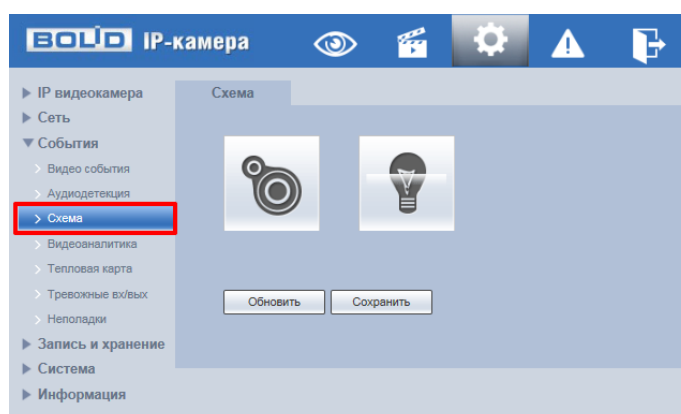 BOLID IP-камера
IP видеокамера
Схема
Сеть
События
Видео события
Аудиодетекция
Схема
Видеоаналитика
Тепловая карта
Тревожные вх/вых
Обновить
Сохранить
Неполадки
Запись и хранение
Система
Информация